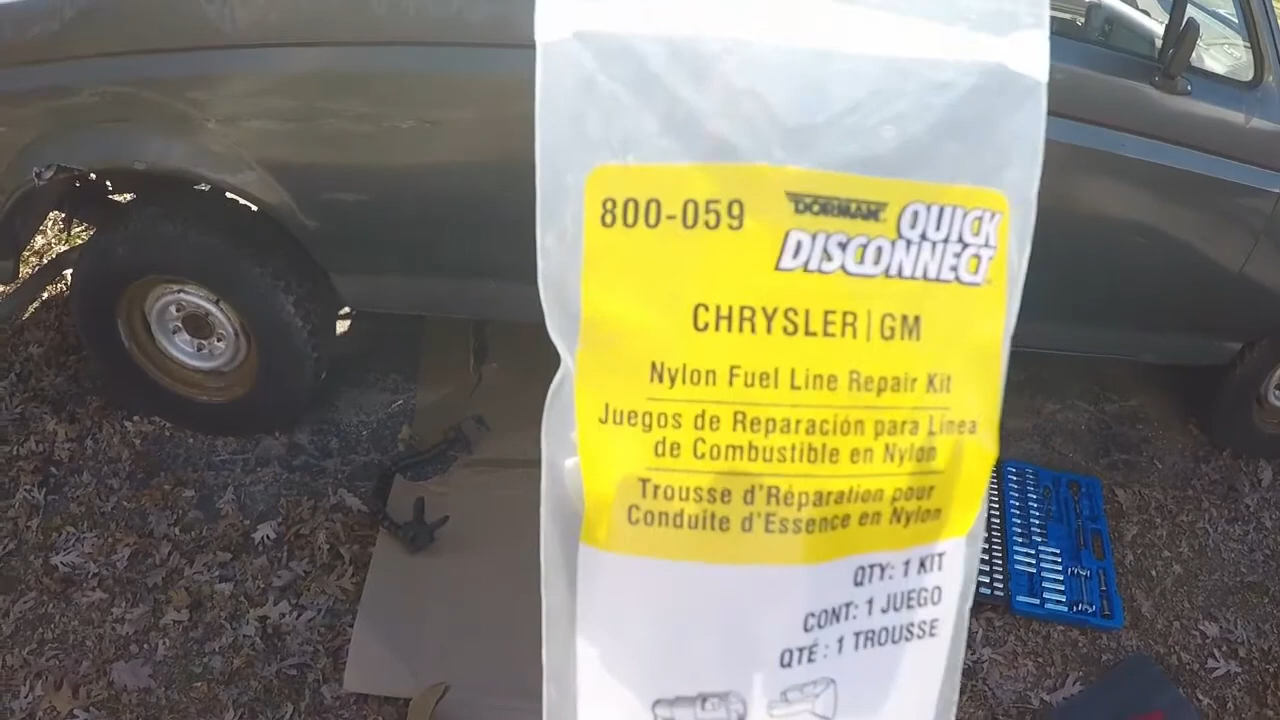 800-059 DORMAN QUICK
DISCONNECT
CHRYSLER|GM
Nylon Fuel Line Repair Kit
Juegos de Reparación para Línea
de Combustible en Nylon
Trousse d'Réparation pour
Conduite d'Essence en Nylon
QTY: 1 KIT
CONT: 1 JUEGO
QTÉ : 1 TROUSSE